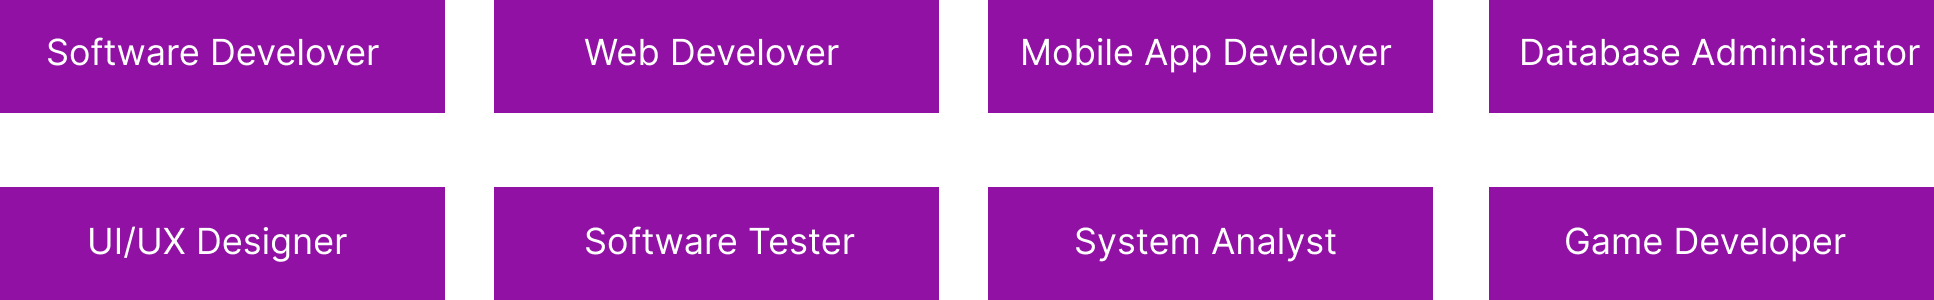 Software Develover
Web Develover
Mobile App Develover
Database Administrator
UI/UX Designer
Software Tester
System Analyst
Game Developer